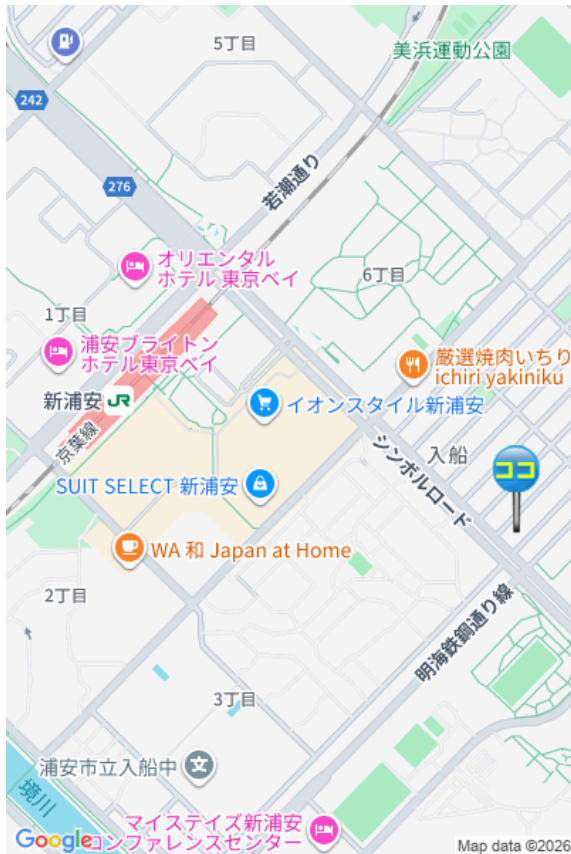 5丁目
美浜運動公園
242
276
若潮通り
オリエンタル
ホテル 東京ベイ
6丁目
1丁目
浦安ブライトン
ホテル東京ベイ
厳選焼肉いちり
ichiri yakiniku
新浦安
JR
イオンスタイル新浦安
京葉線
シンボルロード
入船
ココ
SUIT SELECT 新浦安
WA 和 Japan at Home
2丁目
明海鉄鋼通り線
3丁目
浦安市立入船中
文
境川
マイステイズ新浦安
コンファレンスセンター
Google
Map data ©2026